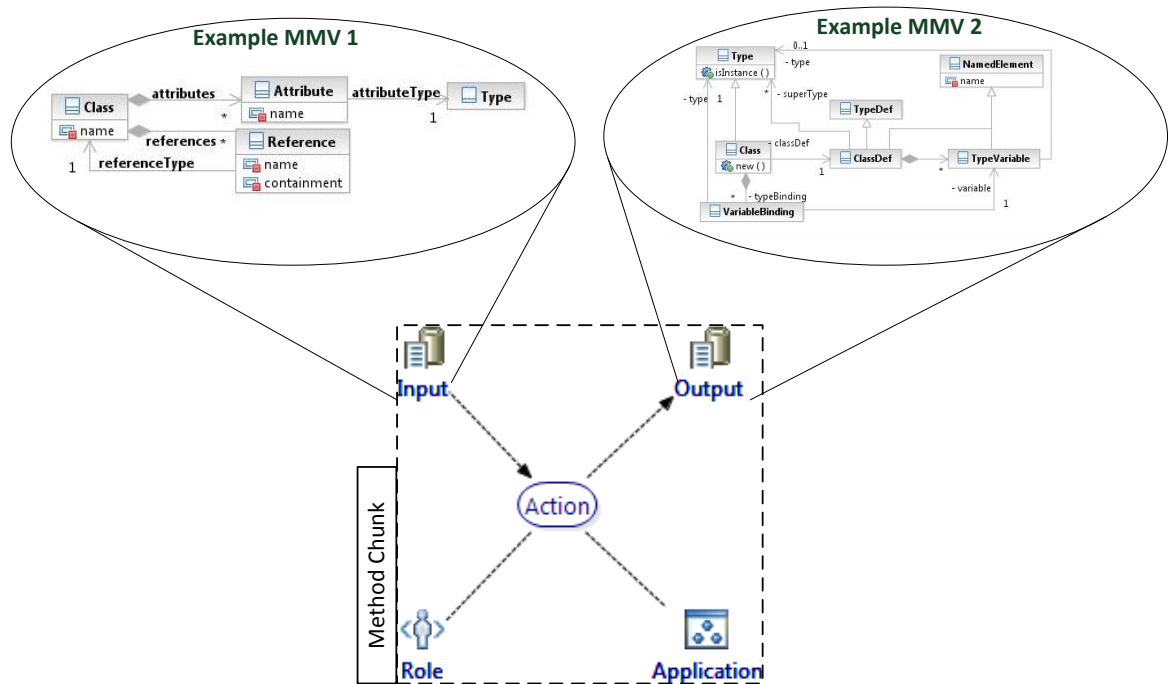 Example MMV 1
Class
name
attributes
*
Attribute
name
attributeType
1
Type
references *
Reference
name
containment
1
referenceType
Example MMV 2
Type
isInstance ( )
0..1
- type
NamedElement
name
- type
1
*
- superType
TypeDef
Class
new ( )
- classDef
1
ClassDef
*
TypeVariable
* - typeBinding
- variable
1
VariableBinding
Input
Output
Action
Method Chunk
Role
Application